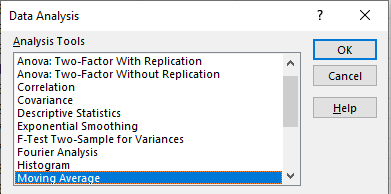 Data Analysis
? ×
Analysis Tools
OK
Anova: Two-Factor With Replication
Anova: Two-Factor Without Replication
Cancel
Correlation
Covariance
Descriptive Statistics
Help
Exponential Smoothing
F-Test Two-Sample for Variances
Fourier Analysis
Histogram
Moving Average